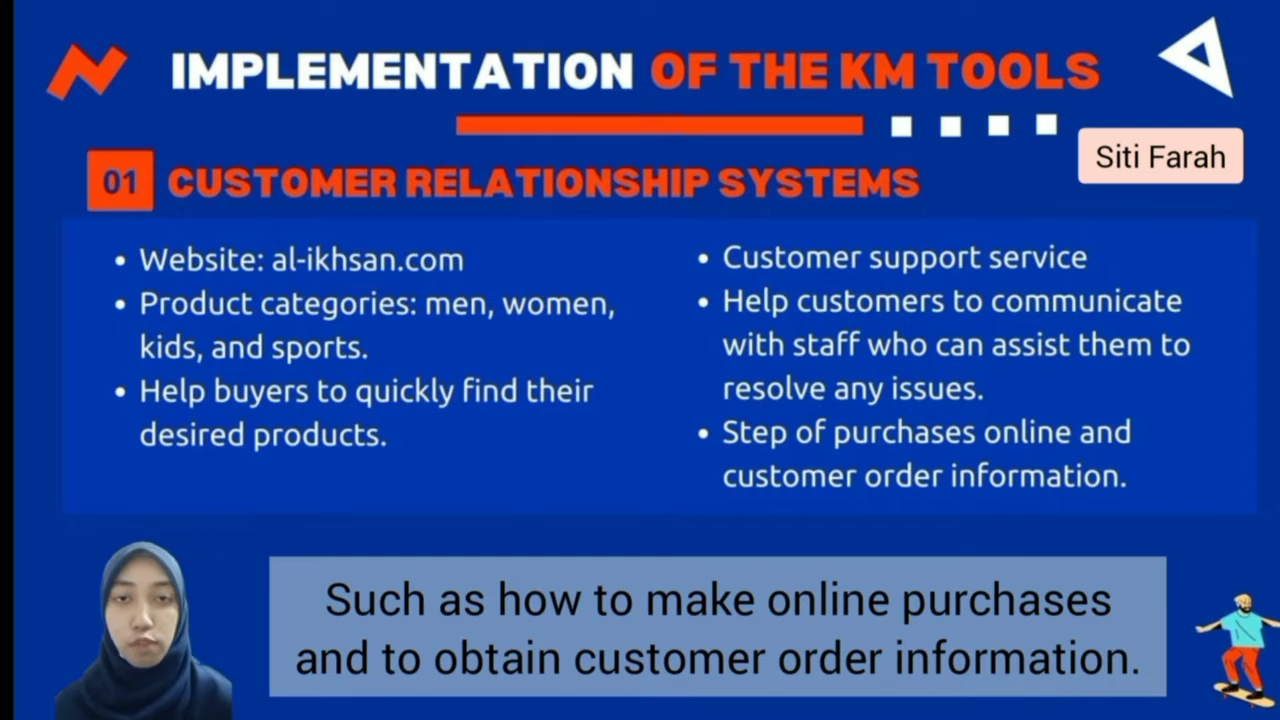 IMPLEMENTATION OF THE KM TOOLS
Siti Farah
01 CUSTOMER RELATIONSHIP SYSTEMS
• Website: al-ikhsan.com
• Product categories: men, women,
kids, and sports.
• Help buyers to quickly find their
desired products.
• Customer support service
• Help customers to communicate
with staff who can assist them to
resolve any issues.
• Step of purchases online and
customer order information.
Such as how to make online purchases
and to obtain customer order information.